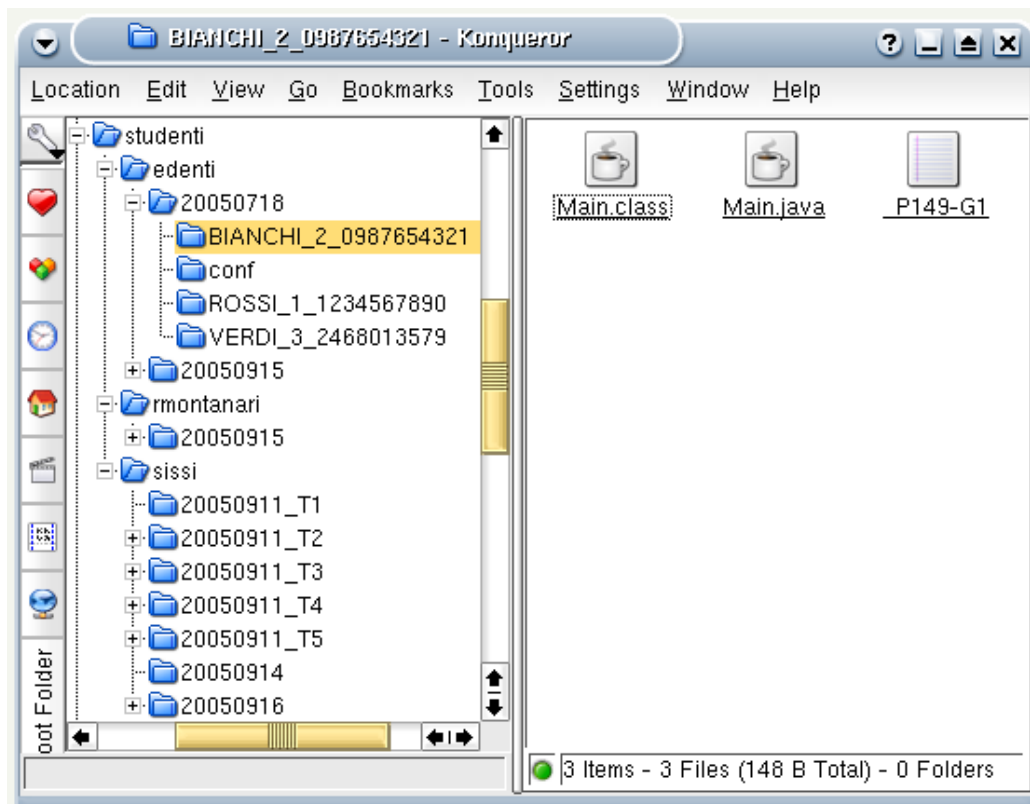 BIANCHI_2_0987654321 - Konqueror
Location Edit View Go Bookmarks Tools Settings Window Help
studenti
edenti
20050718
BIANCHI_2_0987654321
conf
ROSSI_1_1234567890
VERDI_3_2468013579
20050915
rmontanari
20050915
sissi
20050911_T1
20050911_T2
20050911_T3
20050911_T4
20050911_T5
20050914
20050916
oot Folder
Main.class Main.java _P149-G1
3 Items - 3 Files (148 B Total) - 0 Folders